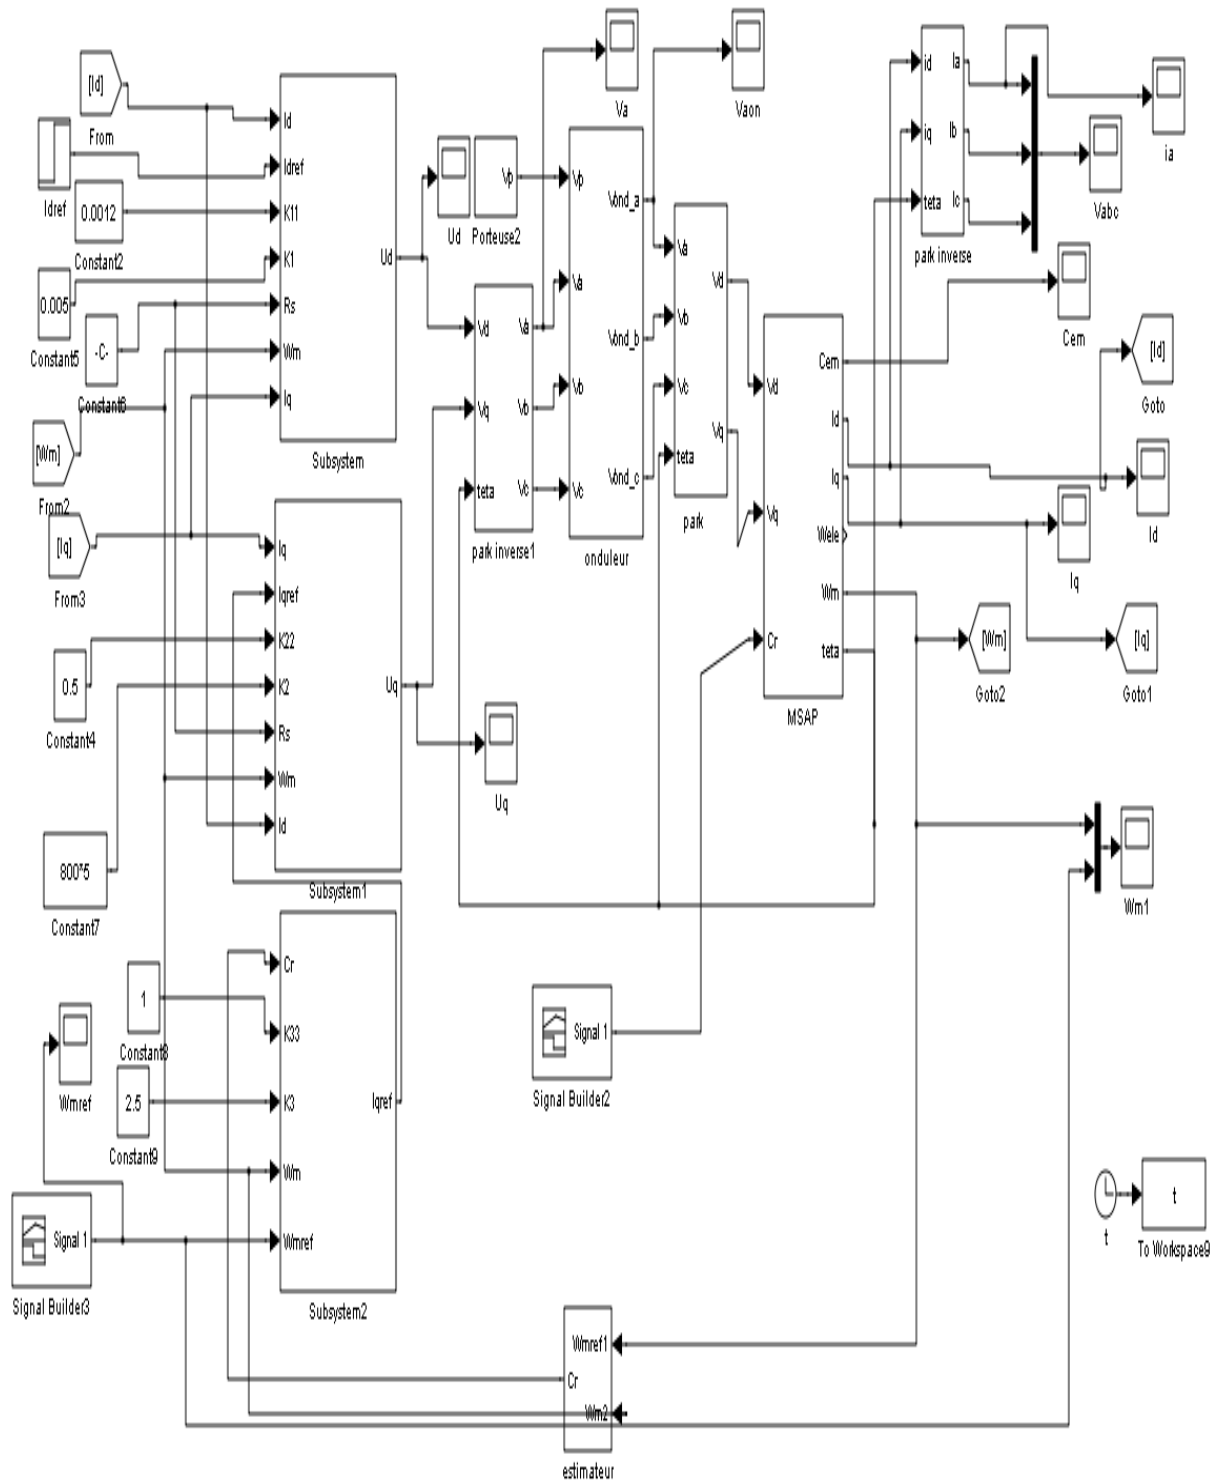 [Id]
From
Idref
0.0012
Constant2
0.005
Constant5
-C-
Constant6
[Wm]
From2
[Iq]
From3
0.5
Constant4
800*5
Constant7
1
Constant8
2.5
Constant9
Wmref
Signal 1
Signal Builder3
Id
Idref
K11
K1
Rs
Wm
Iq
Ud
Subsystem
Iq
Iqref
K22
K2
Rs
Wm
Id
Uq
Subsystem1
Cr
K33
K3
Wm
Wmref
Iqref
Subsystem2
Ud
Vp
Porteuse2
Vd
Vq
teta
Va
Vb
Vc
park inverse1
Uq
Va
Vaon
Vp
Va
Vb
Vc
Vond_a
Vond_b
Vond_c
onduleur
Va
Vb
Vc
teta
Vd
Vq
park
Vd
Vq
Cr
Cem
Id
Iq
Wele
Wm
teta
MSAP
Signal 1
Signal Builder2
id
iq
teta
Ia
Ib
Ic
park inverse
ia
Vabc
Cem
[Id]
Goto
Id
Iq
[Wm]
Goto2
[Iq]
Goto1
Wm1
t
t
To Workspace9
Wmref1
Cr
Wm2
estimateur